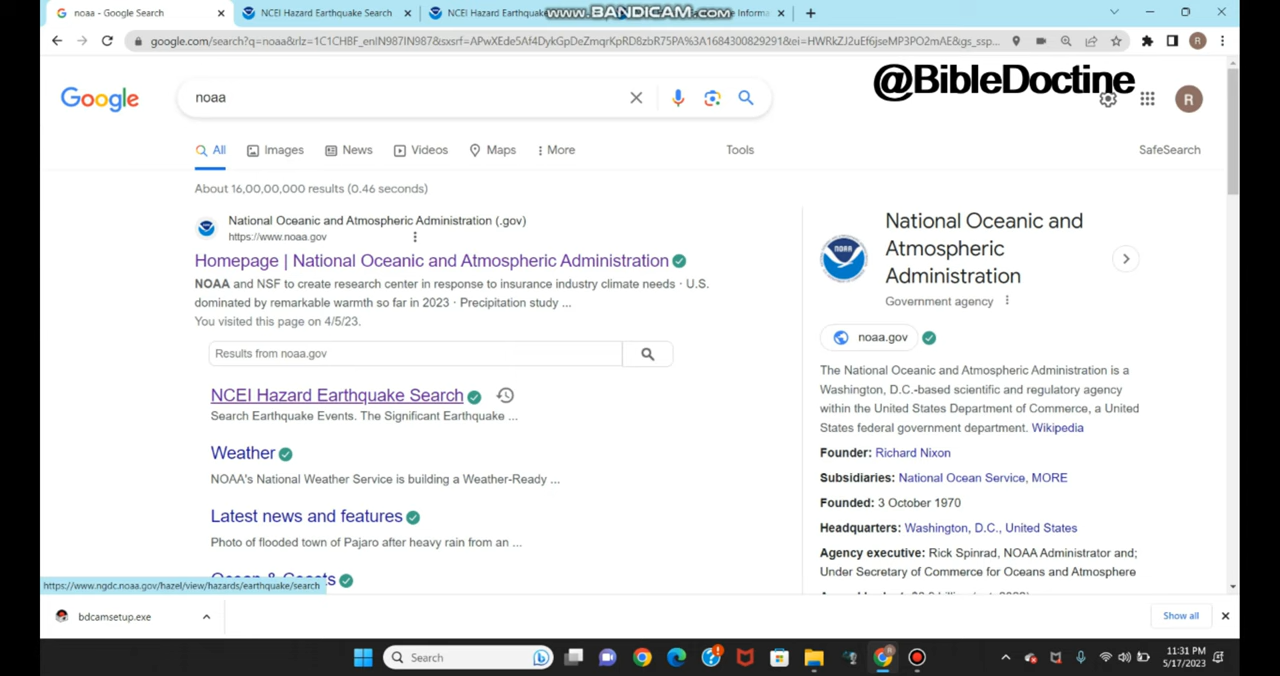 noaa - Google Search
NCEI Hazard Earthquake Search
NCEI Hazard Earthqu
www.BANDICAM.com
Informa
google.com/search?q=noaa&rlz=1C1CHBF_enIN987IN987&sxsrf=APwXEde5Af4DykGpDeZmqrKpRD8zbR75PA%3A1684300829291&ei=HWRkZJ2uEf6jseMP3PO2mAE&gs_ssp...
R
@BibleDoctine
Google
noaa
R
All
Images
News
Videos
Maps
More
Tools
SafeSearch
About 16,00,00,000 results (0.46 seconds)
National Oceanic and Atmospheric Administration (.gov)
https://www.noaa.gov
Homepage | National Oceanic and Atmospheric Administration
NOAA and NSF to create research center in response to insurance industry climate needs · U.S.
dominated by remarkable warmth so far in 2023 · Precipitation study ...
You visited this page on 4/5/23.
Results from noaa.gov
NCEI Hazard Earthquake Search
Search Earthquake Events. The Significant Earthquake ...
Weather
NOAA's National Weather Service is building a Weather-Ready ...
Latest news and features
Photo of flooded town of Pajaro after heavy rain from an ...
Ocean & Coasts
https://www.ngdc.noaa.gov/hazel/view/hazards/earthquake/search
NOAA
National Oceanic and
Atmospheric
Administration
Government agency
noaa.gov
The National Oceanic and Atmospheric Administration is a
Washington, D.C.-based scientific and regulatory agency
within the United States Department of Commerce, a United
States federal government department. Wikipedia
Founder: Richard Nixon
Subsidiaries: National Ocean Service, MORE
Founded: 3 October 1970
Headquarters: Washington, D.C., United States
Agency executive: Rick Spinrad, NOAA Administrator and;
Under Secretary of Commerce for Oceans and Atmosphere
bdcamsetup.exe
Show all
Search
11:31 PM
5/17/2023